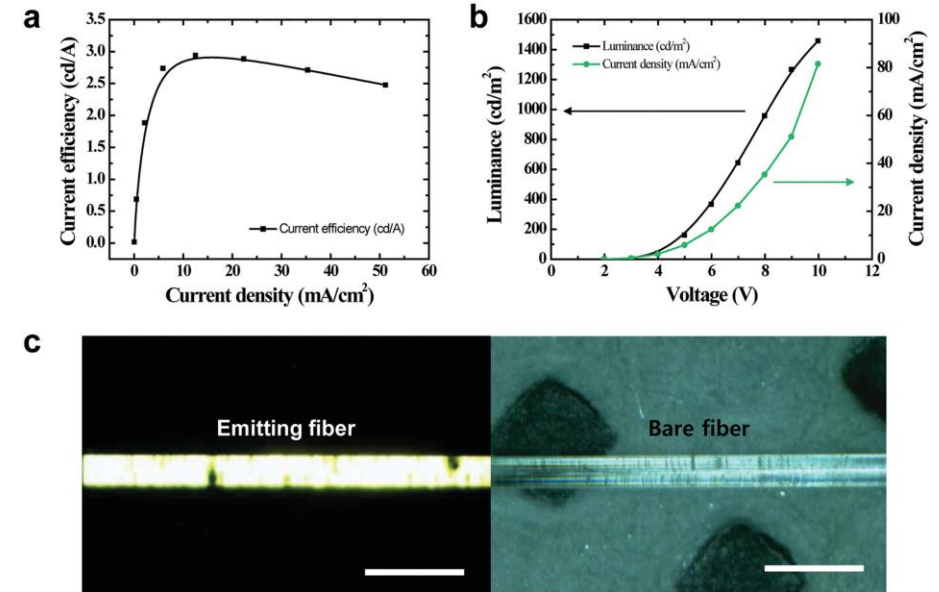 a
3.5
3.0
2.5
2.0
1.5
1.0
0.5
0.0
Current efficiency (cd/A)
Current efficiency (cd/A)
0 10 20 30 40 50 60
Current density (mA/cm²)
b
1600
1400
1200
1000
800
600
400
200
0
Luminance (cd/m²)
Luminance (cd/m²)
Current density (mA/cm²)
100
80
60
40
20
0
Current density (mA/cm²)
0 2 4 6 8 10 12
Voltage (V)
c
Emitting fiber
Bare fiber